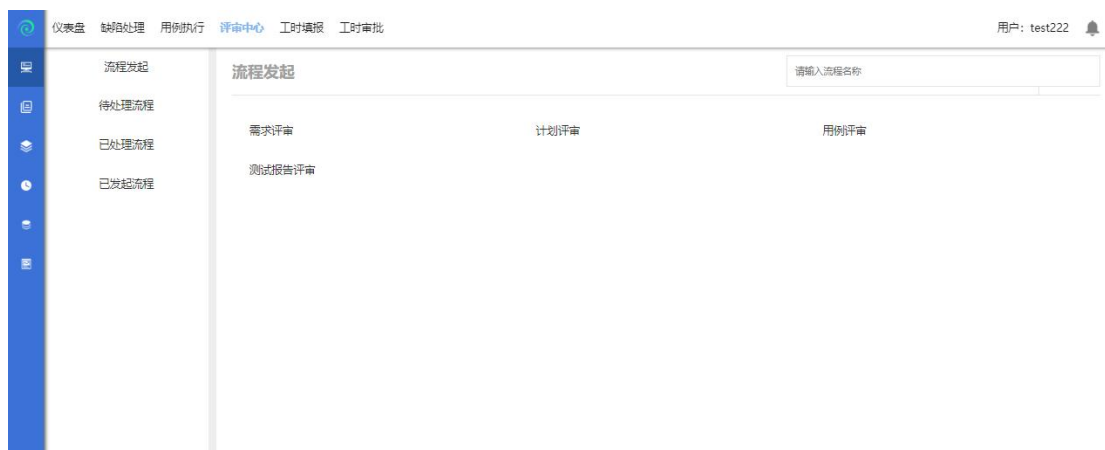 仪表盘 缺陷处理 用例执行 评审中心 工时填报 工时审批 用户：test222
流程发起
待处理流程
已处理流程
已发起流程
流程发起 请输入流程名称
需求评审 计划评审 用例评审
测试报告评审